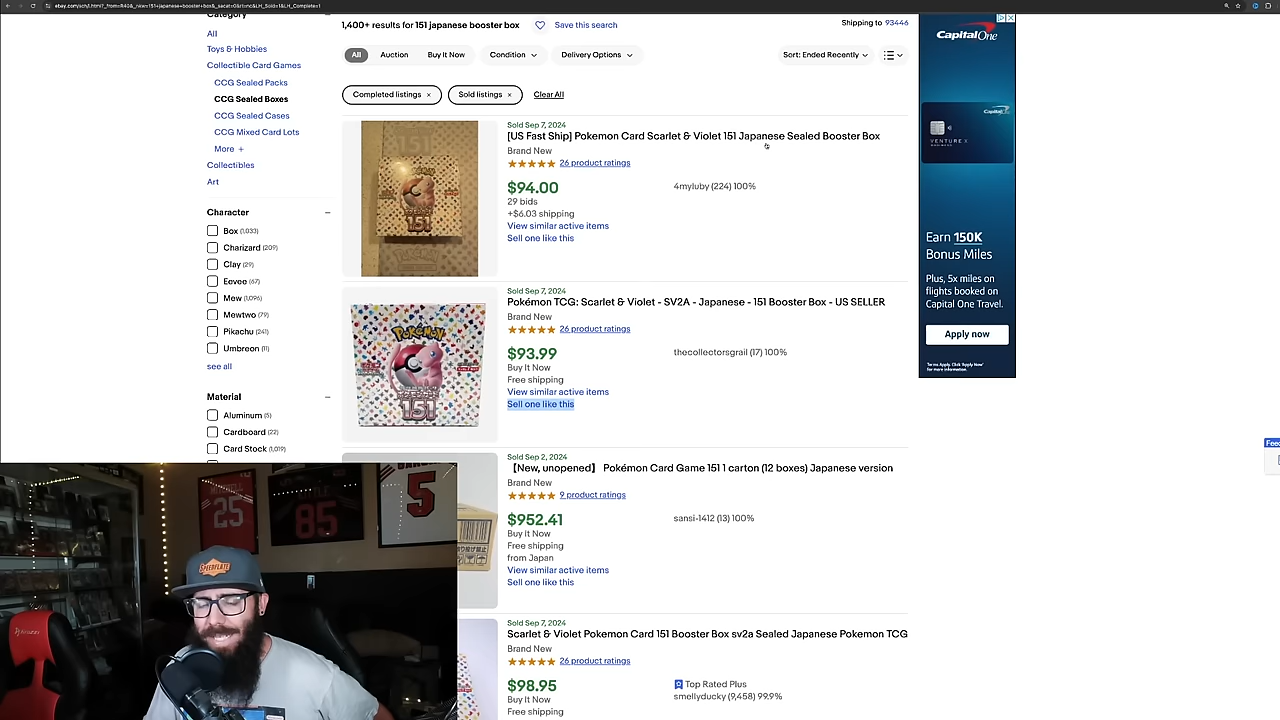 Category
1,400+ results for 151 japanese booster box
Save this search
Shipping to 93446
All
Toys & Hobbies
Collectible Card Games
CCG Sealed Packs
CCG Sealed Boxes
CCG Sealed Cases
CCG Mixed Card Lots
More +
Collectibles
Art
Character
Box (1,033)
Charizard (209)
Clay (29)
Eevee (67)
Mew (1,096)
Mewtwo (79)
Pikachu (241)
Umbreon (11)
see all
Material
Aluminum (5)
Cardboard (22)
Card Stock (1,019)
All
Auction
Buy It Now
Condition
Delivery Options
Sort: Ended Recently
Completed listings ×
Sold listings ×
Clear All
Sold Sep 7, 2024
[US Fast Ship] Pokemon Card Scarlet & Violet 151 Japanese Sealed Booster Box
Brand New
26 product ratings
$94.00
4myluby (224) 100%
29 bids
+$6.03 shipping
View similar active items
Sell one like this
151
Sold Sep 7, 2024
Pokémon TCG: Scarlet & Violet - SV2A - Japanese - 151 Booster Box - US SELLER
Brand New
26 product ratings
$93.99
thecollectorsgrail (17) 100%
Buy It Now
Free shipping
View similar active items
Sell one like this
POKÉMON
151
Sold Sep 2, 2024
【New, unopened】 Pokémon Card Game 151 1 carton (12 boxes) Japanese version
Brand New
9 product ratings
$952.41
sansi-1412 (13) 100%
Buy It Now
Free shipping
from Japan
View similar active items
Sell one like this
Sold Sep 7, 2024
Scarlet & Violet Pokemon Card 151 Booster Box sv2a Sealed Japanese Pokemon TCG
Brand New
26 product ratings
$98.95
Top Rated Plus
smellyducky (9,458) 99.9%
Buy It Now
Free shipping
Capital One
VENTURE X
Earn 150K
Bonus Miles
Plus, 5x miles on
flights booked on
Capital One Travel.
Apply now
25
85
5